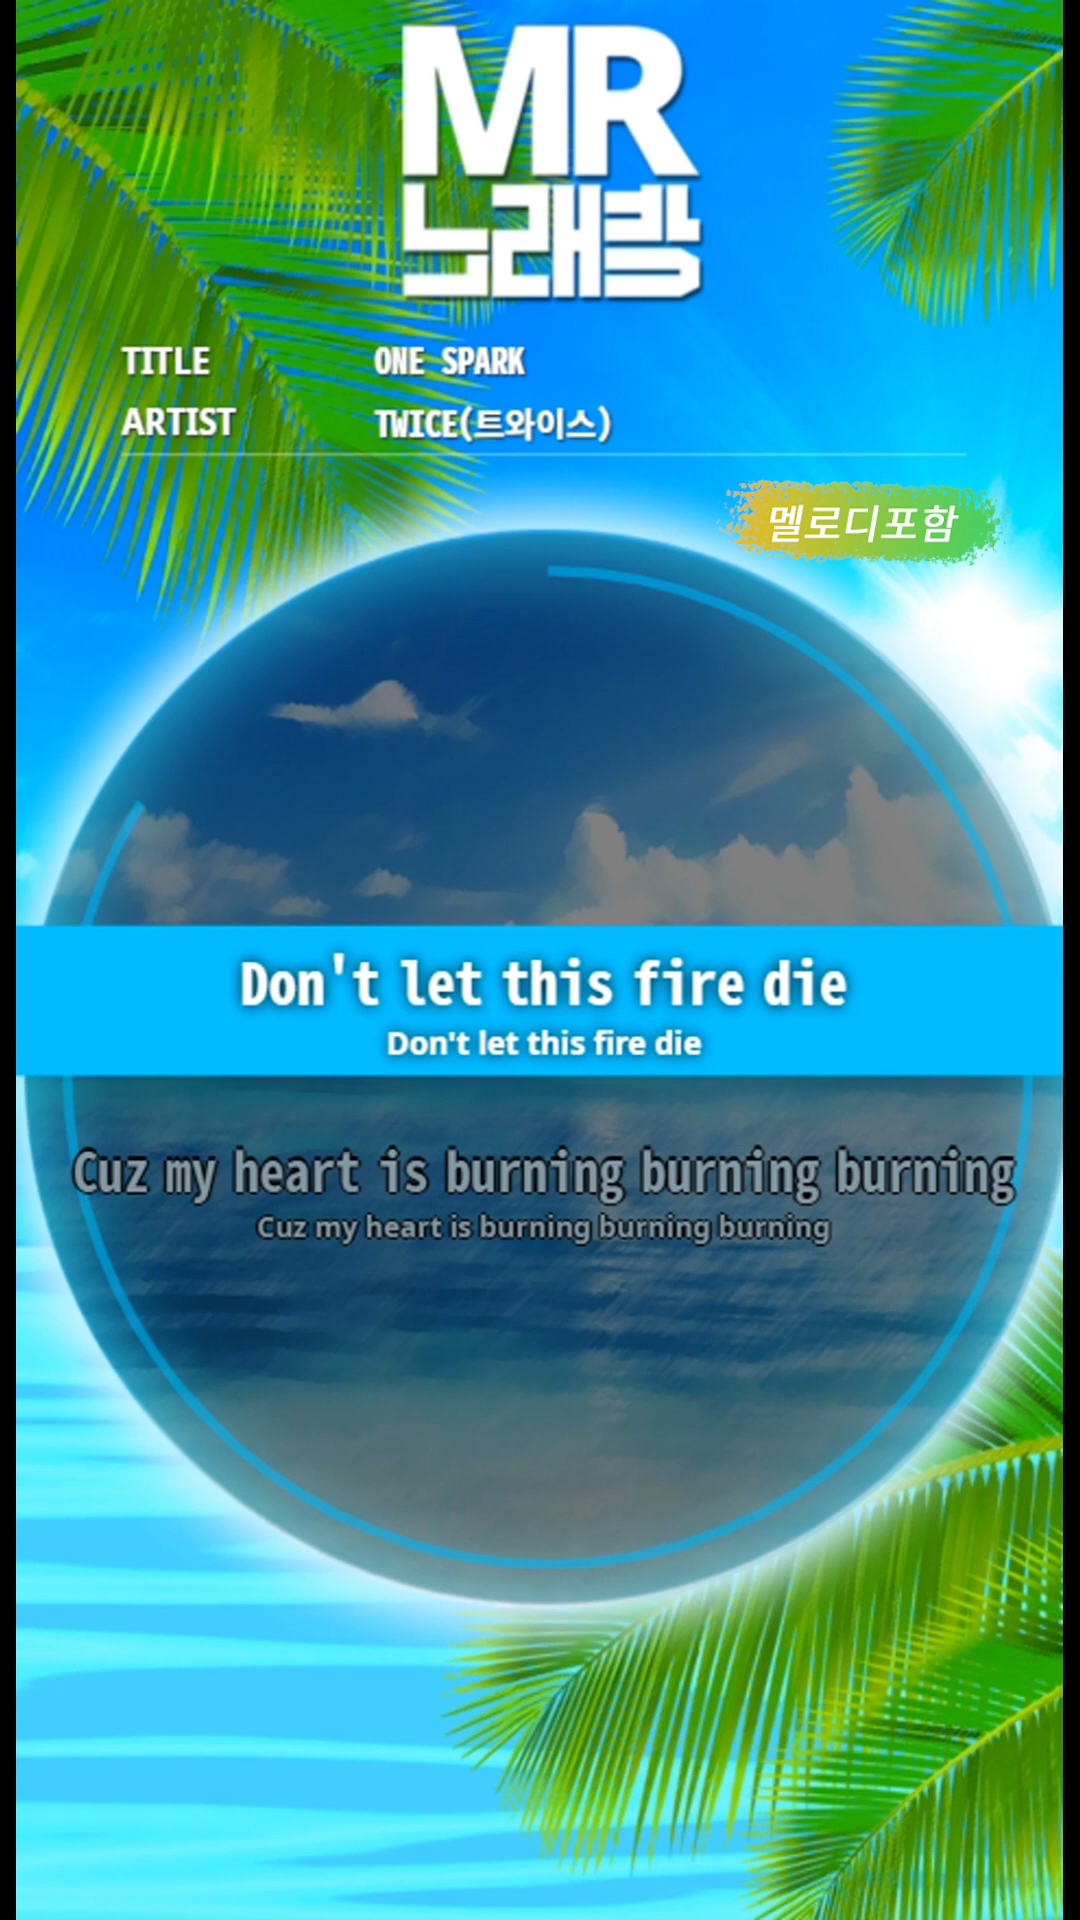 MR
노래방
TITLE ONE SPARK
ARTIST TWICE(트와이스)
멜로디포함
Don't let this fire die
Don't let this fire die
Cuz my heart is burning burning burning
Cuz my heart is burning burning burning